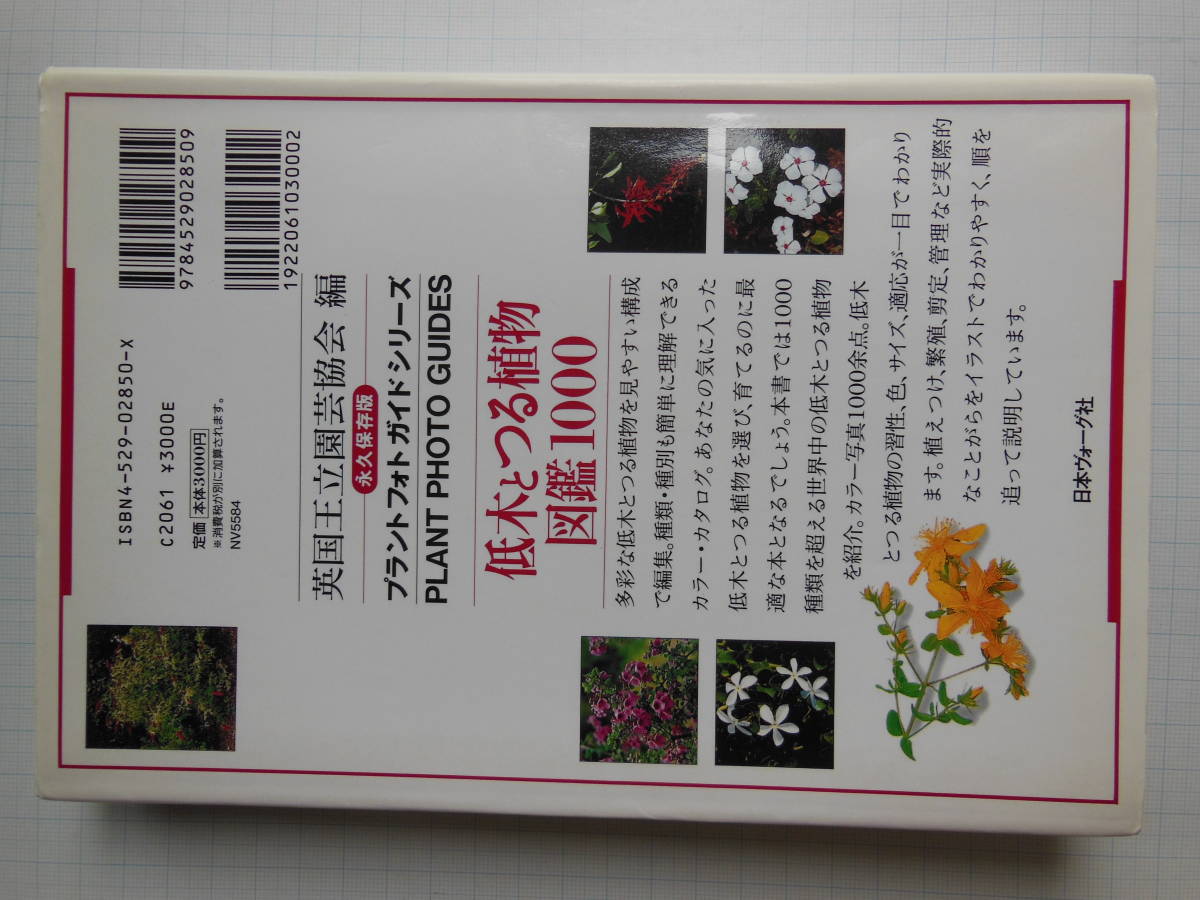 9784529028509
1922061030002
ISBN4-529-02850-X
C2061 ¥3000E
定価 本体3000円
※消費税が別に加算されます。
NV5584
英国王立園芸協会 編
永久保存版
プラントフォトガイドシリーズ
PLANT PHOTO GUIDES
低木とつる植物
図鑑1000
多彩な低木とつる植物を見やすい構成
で編集。種類・種別も簡単に理解できる
カラー・カタログ。あなたの気に入った
低木とつる植物を選び、育てるのに最
適な本となるでしょう。本書では1000
種類を超える世界中の低木とつる植物
を紹介。カラー写真1000余点。低木
とつる植物の習性、色、サイズ、適応が一目でわかり
ます。植えつけ、繁殖、剪定、管理など実際的
なことがらをイラストでわかりやすく、順を
追って説明しています。
日本ヴォーグ社